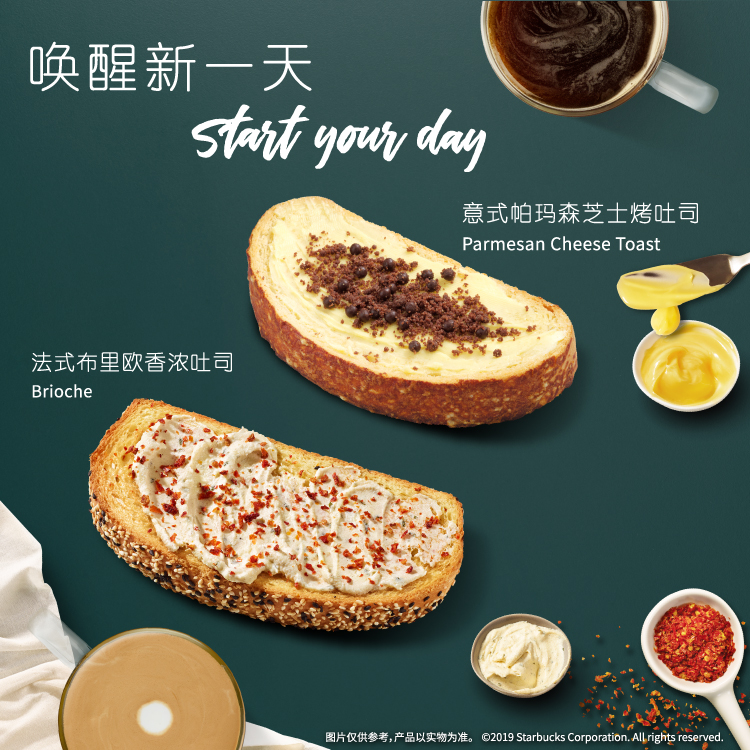 唤醒新一天
Start your day
意式帕玛森芝士烤吐司
Parmesan Cheese Toast
法式布里欧香浓吐司
Brioche
图片仅供参考,产品以实物为准。 ©2019 Starbucks Corporation. All rights reserved.